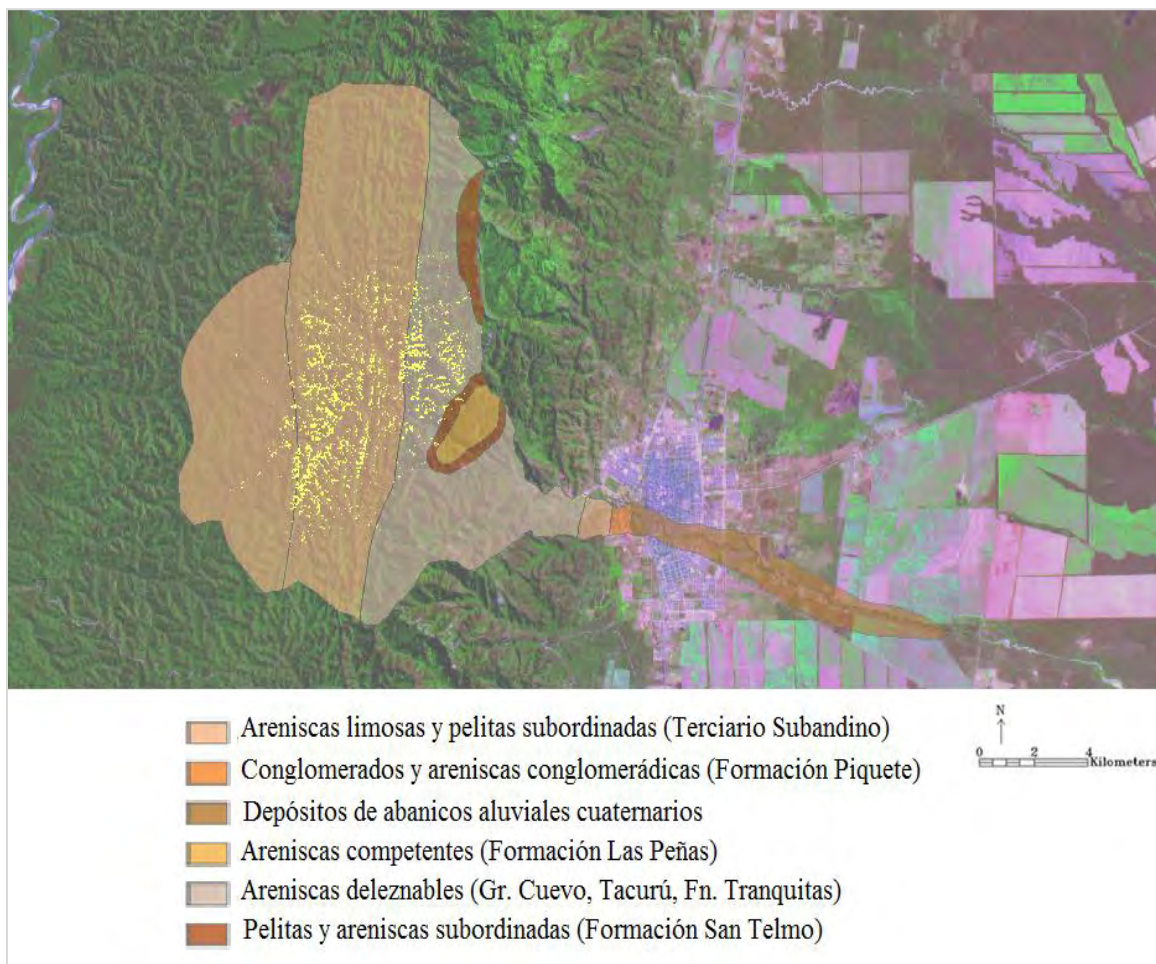 Areniscas limosas y pelitas subordinadas (Terciario Subandino)
Conglomerados y areniscas conglomerádicas (Formación Piquete)
Depósitos de abanicos aluviales cuaternarios
Areniscas competentes (Formación Las Peñas)
Areniscas deleznables (Gr. Cuevo, Tacurú, Fn. Tranquitas)
Pelitas y areniscas subordinadas (Formación San Telmo)
N
0 2 4 Kilometers